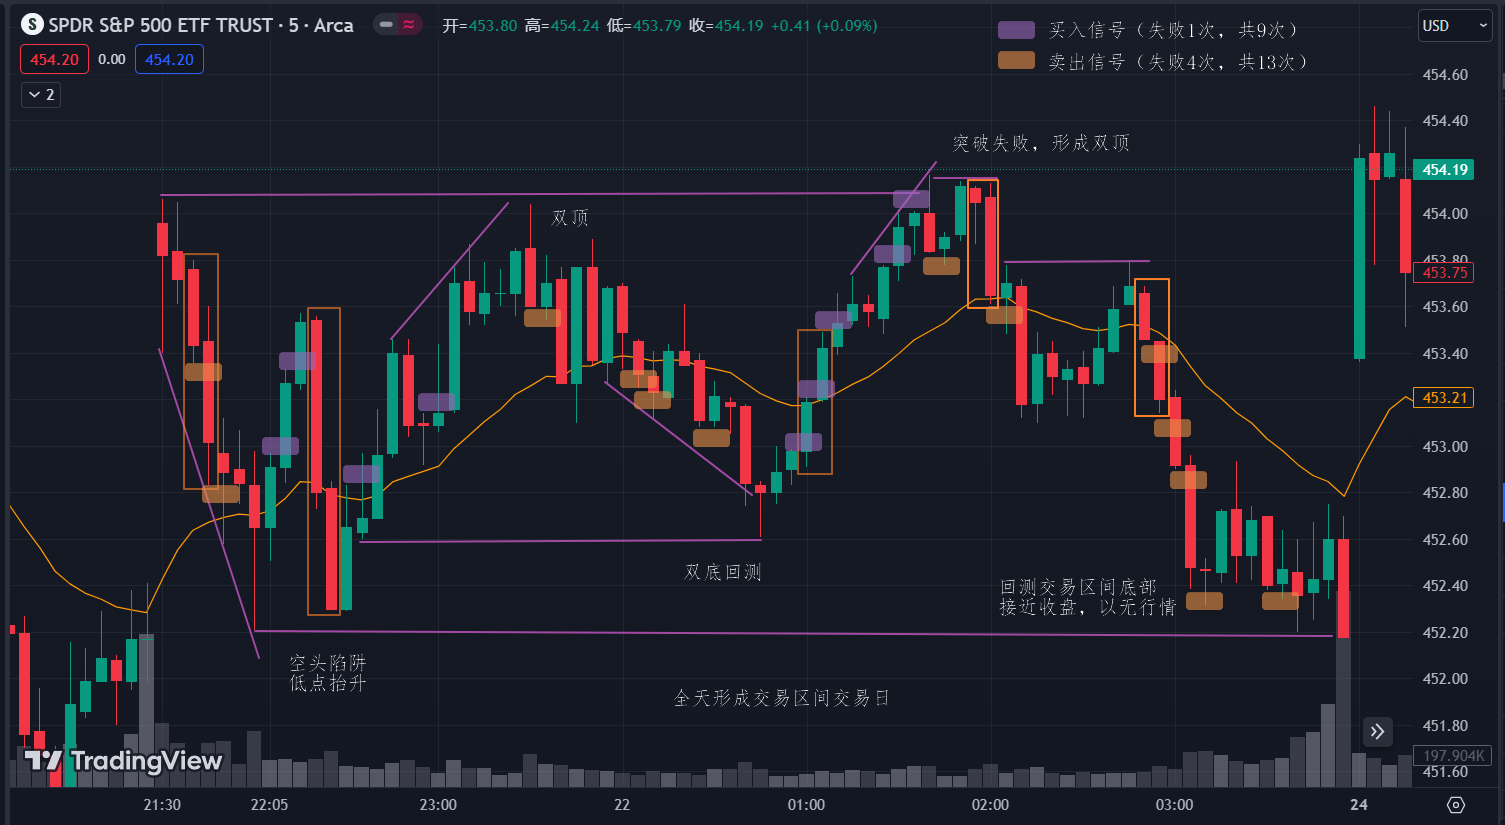 S SPDR S&P 500 ETF TRUST · 5 · Arca
开=453.80 高=454.24 低=453.79 收=454.19 +0.41 (+0.09%)
454.20 0.00 454.20
2
买入信号（失败1次，共9次）
卖出信号（失败4次，共13次）
USD
454.60
454.40
454.19
454.00
453.80
453.75
453.60
453.40
453.21
453.00
452.80
452.60
452.40
452.20
452.00
451.80
197.904K
451.60
突破失败，形成双顶
双顶
双底回测
回测交易区间底部
接近收盘，以无行情
空头陷阱
低点抬升
全天形成交易区间交易日
TradingView
21:30 22:05 23:00 22 01:00 02:00 03:00 24